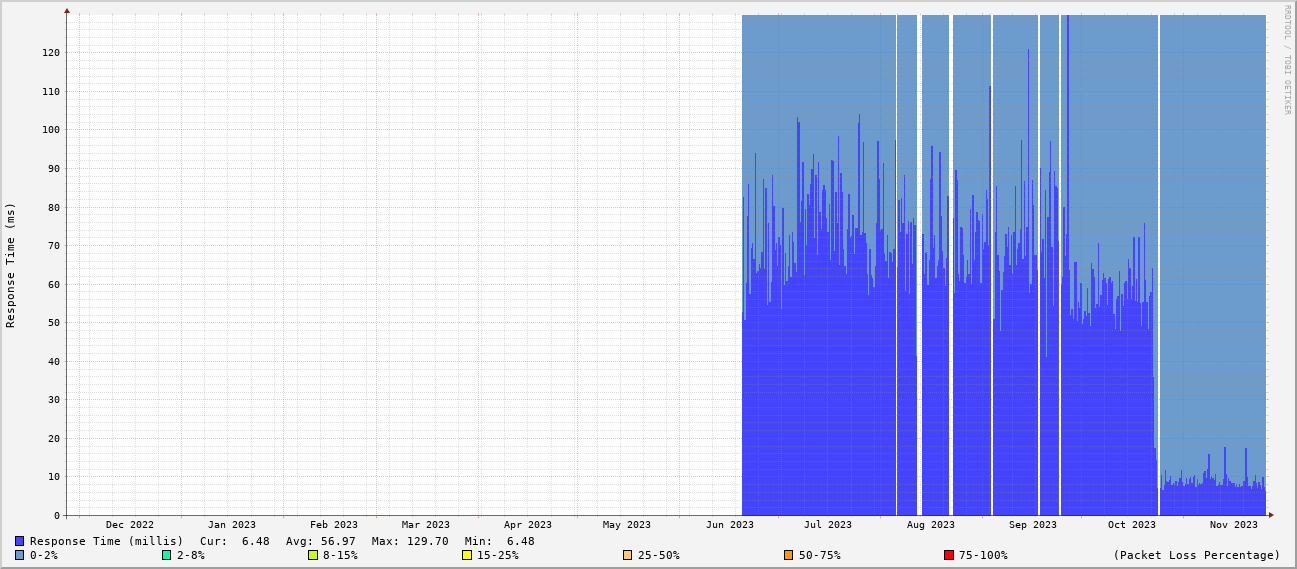 RRDTOOL / TOBI OETIKER
Response Time (ms)
120
110
100
90
80
70
60
50
40
30
20
10
0
Dec 2022 Jan 2023 Feb 2023 Mar 2023 Apr 2023 May 2023 Jun 2023 Jul 2023 Aug 2023 Sep 2023 Oct 2023 Nov 2023
Response Time (millis) Cur: 6.48 Avg: 56.97 Max: 129.70 Min: 6.48
0-2% 2-8% 8-15% 15-25% 25-50% 50-75% 75-100% (Packet Loss Percentage)